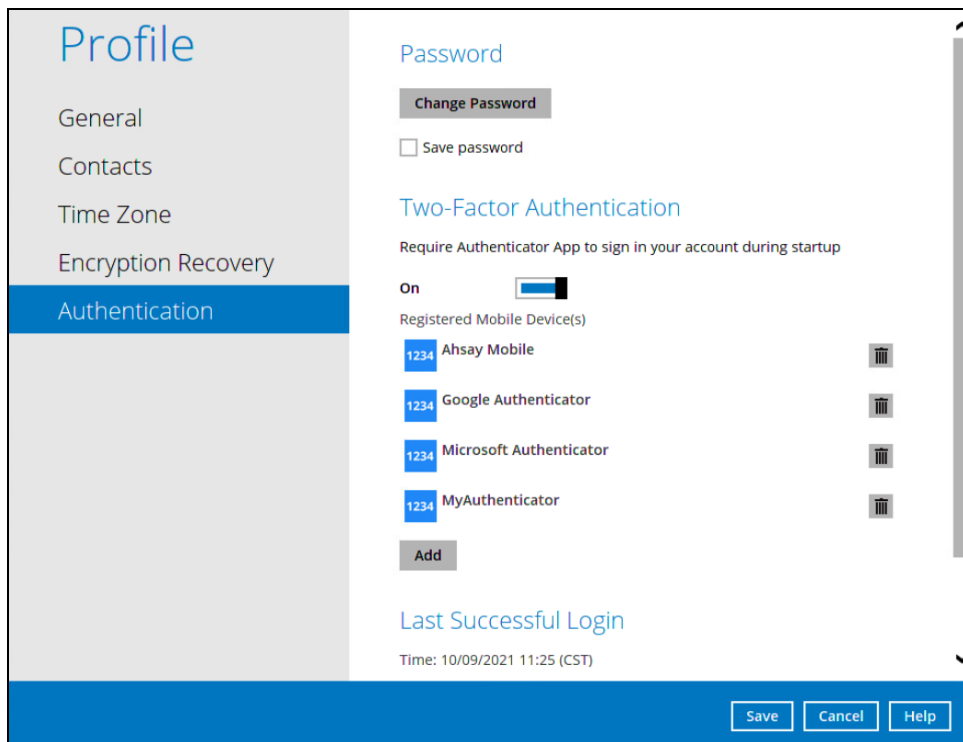 Profile
General
Contacts
Time Zone
Encryption Recovery
Authentication
Password
Change Password
Save password
Two-Factor Authentication
Require Authenticator App to sign in your account during startup
On
Registered Mobile Device(s)
1234 Ahsay Mobile
1234 Google Authenticator
1234 Microsoft Authenticator
1234 MyAuthenticator
Add
Last Successful Login
Time: 10/09/2021 11:25 (CST)
Save Cancel Help